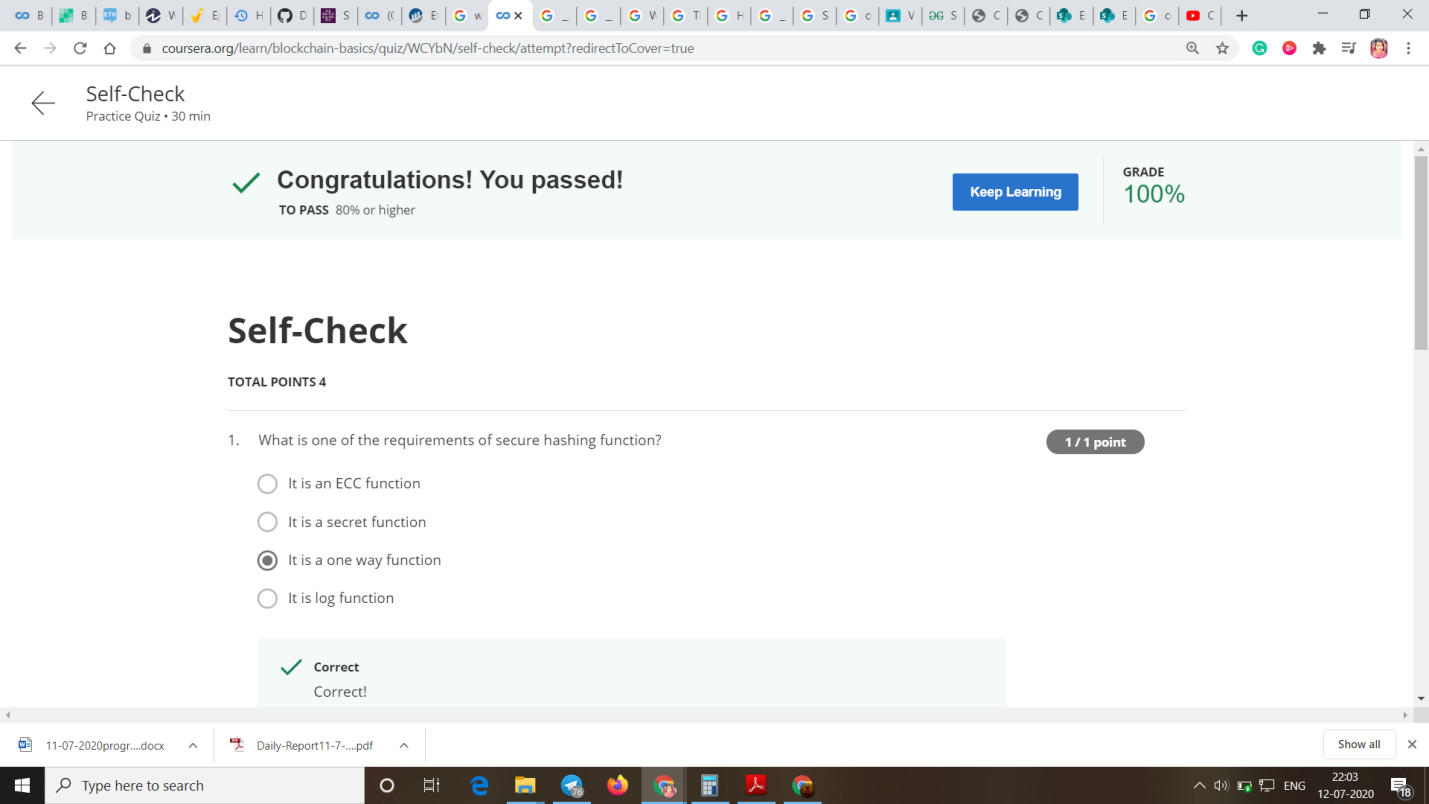 coursera.org/learn/blockchain-basics/quiz/WCYbN/self-check/attempt?redirectToCover=true
Self-Check
Practice Quiz • 30 min
Congratulations! You passed!
TO PASS 80% or higher
Keep Learning
GRADE
100%
Self-Check
TOTAL POINTS 4
1. What is one of the requirements of secure hashing function?
1 / 1 point
It is an ECC function
It is a secret function
It is a one way function
It is log function
Correct
Correct!
11-07-2020progr....docx
Daily-Report11-7-....pdf
Show all
Type here to search
76
ENG
22:03
12-07-2020
18